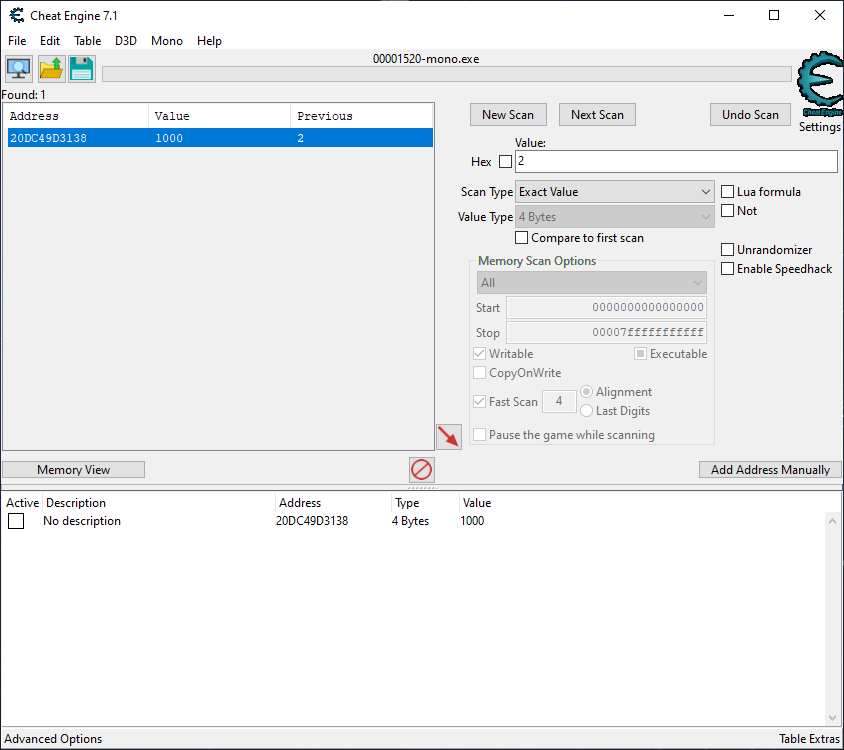 Cheat Engine 7.1
File Edit Table D3D Mono Help
00001520-mono.exe
Found: 1
Address Value Previous
20DC49D3138 1000 2
New Scan Next Scan Undo Scan
Cheat Engine
Settings
Value:
Hex 2
Scan Type Exact Value Lua formula
Value Type 4 Bytes Not
Compare to first scan
Unrandomizer
Enable Speedhack
Memory Scan Options
All
Start 0000000000000000
Stop 00007fffffffffff
Writable Executable
CopyOnWrite
Fast Scan 4 Alignment
Last Digits
Pause the game while scanning
Memory View Add Address Manually
Active Description Address Type Value
No description 20DC49D3138 4 Bytes 1000
Advanced Options Table Extras